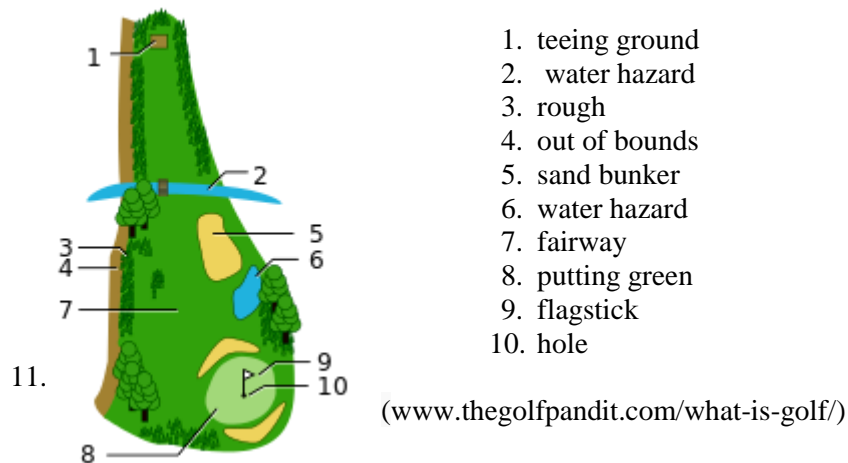 1
2
3
4
5
6
7
8
9
10
11.
1. teeing ground
2. water hazard
3. rough
4. out of bounds
5. sand bunker
6. water hazard
7. fairway
8. putting green
9. flagstick
10. hole
(www.thegolfpandit.com/what-is-golf/)